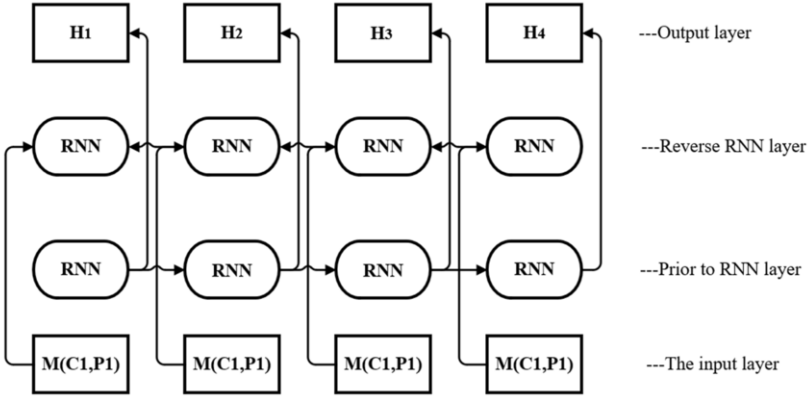 H1 H2 H3 H4 ---Output layer
RNN RNN RNN RNN ---Reverse RNN layer
RNN RNN RNN RNN ---Prior to RNN layer
M(C1,P1) M(C1,P1) M(C1,P1) M(C1,P1) ---The input layer